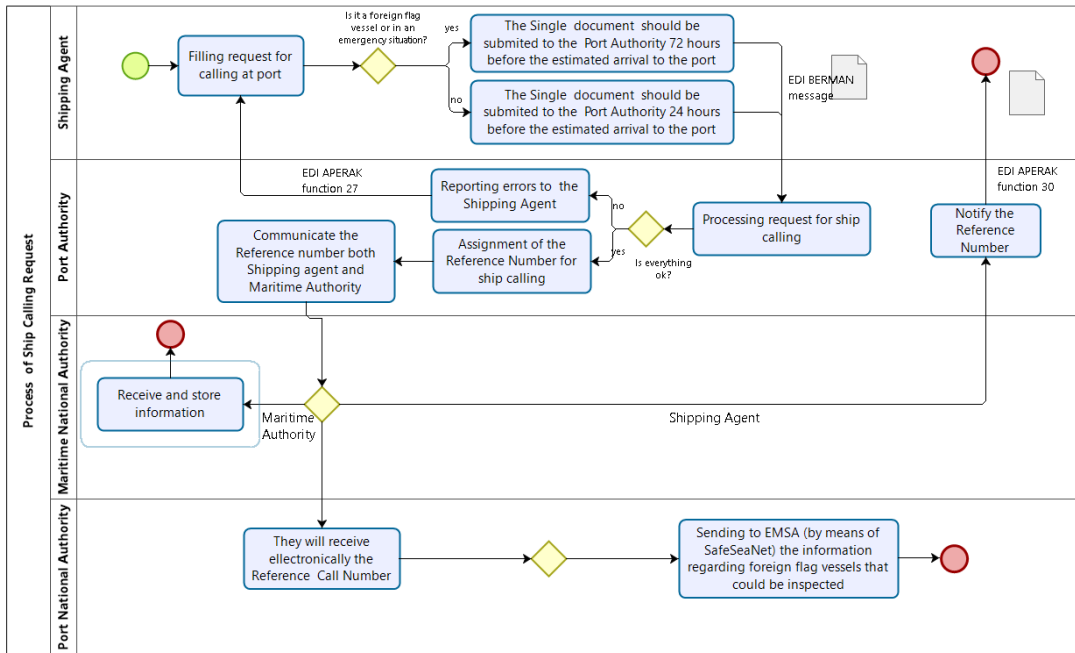 Process of Ship Calling Request
Shipping Agent
Filling request for
calling at port
Is it a foreign flag
vessel or in an
emergency situation?
yes
no
The Single document should be
submited to the Port Authority 72 hours
before the estimated arrival to the port
The Single document should be
submited to the Port Authority 24 hours
before the estimated arrival to the port
EDI BERMAN
message
Port Authority
EDI APERAK
function 27
Reporting errors to the
Shipping Agent
no
yes
Is everything
ok?
Processing request for ship
calling
EDI APERAK
function 30
Notify the
Reference
Number
Communicate the
Reference number both
Shipping agent and
Maritime Authority
Assignment of the
Reference Number for
ship calling
Maritime National Authority
Receive and store
information
Maritime
Authority
Shipping Agent
Port National Authority
They will receive
ellectronically the
Reference Call Number
Sending to EMSA (by means of
SafeSeaNet) the information
regarding foreign flag vessels that
could be inspected